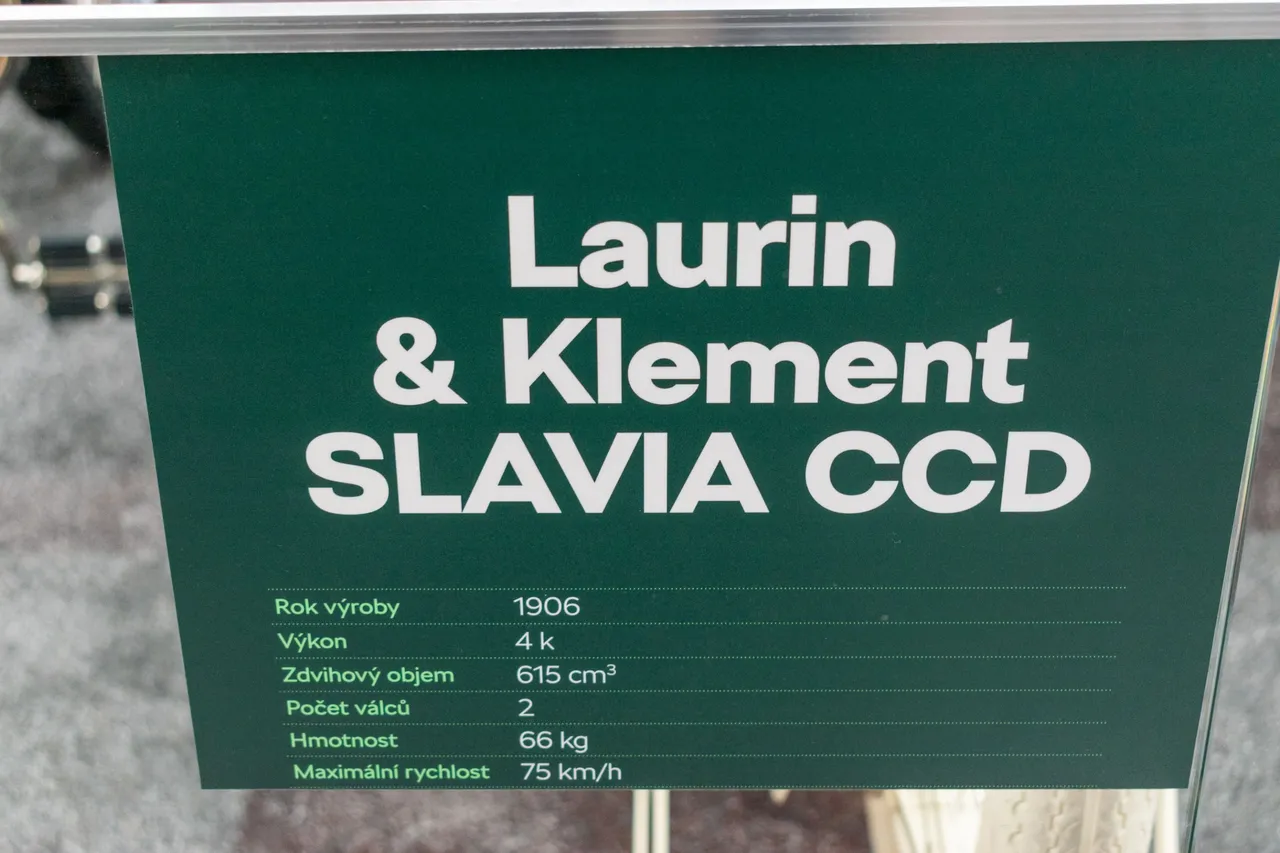 Laurin
& Klement
SLAVIA CCD
Rok výroby 1906
Výkon 4 k
Zdvihový objem 615 cm³
Počet válců 2
Hmotnost 66 kg
Maximální rychlost 75 km/h